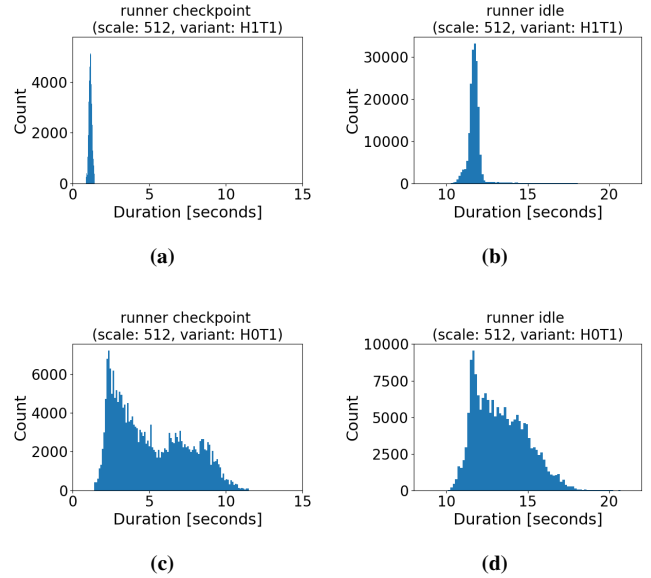 runner checkpoint
(scale: 512, variant: H1T1)
Count
4000
2000
0
0 5 10 15
Duration [seconds]
(a)
runner idle
(scale: 512, variant: H1T1)
Count
30000
20000
10000
0
10 15 20
Duration [seconds]
(b)
runner checkpoint
(scale: 512, variant: H0T1)
Count
6000
4000
2000
0
0 5 10 15
Duration [seconds]
(c)
runner idle
(scale: 512, variant: H0T1)
Count
10000
7500
5000
2500
0
10 15 20
Duration [seconds]
(d)